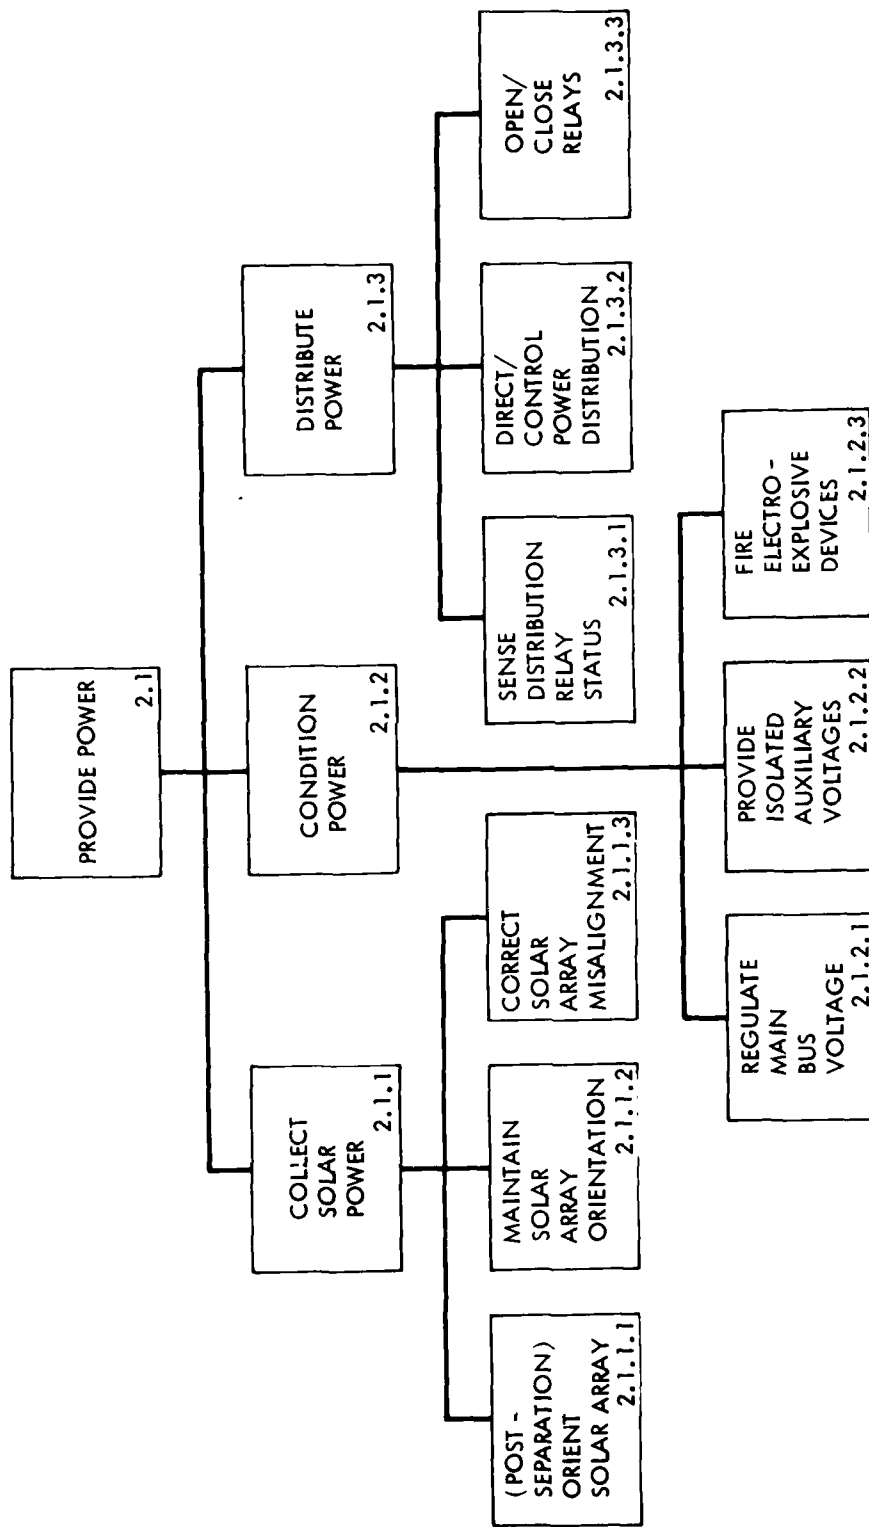 PROVIDE POWER
2.1
COLLECT
SOLAR
POWER
2.1.1
CONDITION
POWER
2.1.2
DISTRIBUTE
POWER
2.1.3
(POST-
SEPARATION)
ORIENT
SOLAR ARRAY
2.1.1.1
MAINTAIN
SOLAR
ARRAY
ORIENTATION
2.1.1.2
CORRECT
SOLAR
ARRAY
MISALIGNMENT
2.1.1.3
SENSE
DISTRIBUTION
RELAY
STATUS
2.1.3.1
DIRECT/
CONTROL
POWER
DISTRIBUTION
2.1.3.2
OPEN/
CLOSE
RELAYS
2.1.3.3
REGULATE
MAIN
BUS
VOLTAGE
2.1.2.1
PROVIDE
ISOLATED
AUXILIARY
VOLTAGES
2.1.2.2
FIRE
ELECTRO-
EXPLOSIVE
DEVICES
2.1.2.3